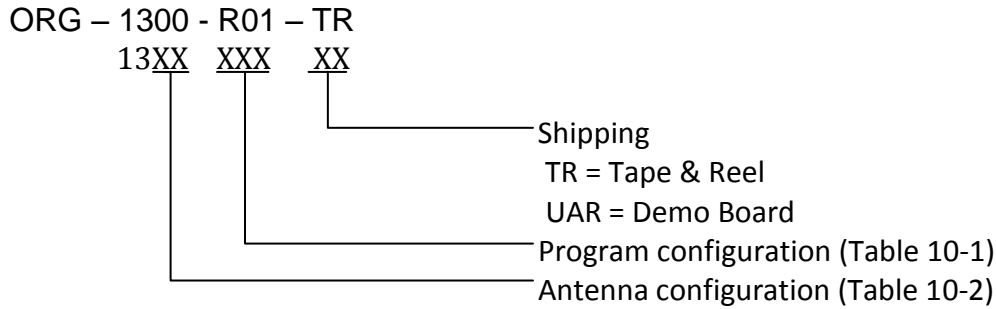 ORG – 1300 - R01 – TR
13XX XXX XX
Shipping
TR = Tape & Reel
UAR = Demo Board
Program configuration (Table 10-1)
Antenna configuration (Table 10-2)